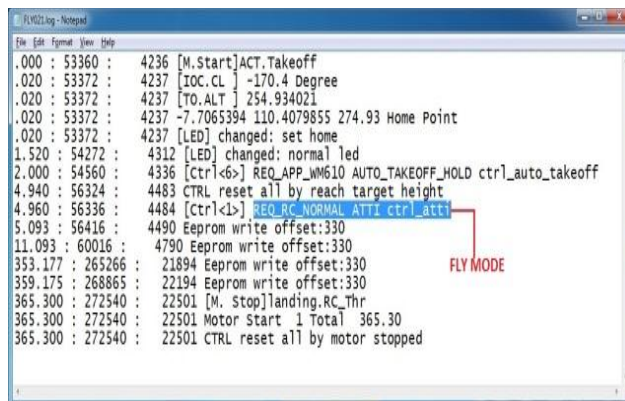 FLY021.log - Notepad
File Edit Format View Help
.000 : 53360 : 4236 [M.Start]ACT.Takeoff
.020 : 53372 : 4237 [IOC.CL ] -170.4 Degree
.020 : 53372 : 4237 [TO.ALT ] 254.934021
.020 : 53372 : 4237 -7.7065394 110.4079855 274.93 Home Point
.020 : 53372 : 4237 [LED] changed: set home
1.520 : 54272 : 4312 [LED] changed: normal led
2.000 : 54560 : 4336 [Ctrl<6>] REQ_APP_WM610 AUTO_TAKEOFF_HOLD ctrl_auto_takeoff
4.940 : 56324 : 4483 CTRL reset all by reach target height
4.960 : 56336 : 4484 [Ctrl<1>] REQ_RC_NORMAL ATTI ctrl_atti
5.093 : 56416 : 4490 Eeprom write offset:330
11.093 : 60016 : 4790 Eeprom write offset:330
353.177 : 265266 : 21894 Eeprom write offset:330
359.175 : 268865 : 22194 Eeprom write offset:330
365.300 : 272540 : 22501 [M. Stop]landing.RC_Thr
365.300 : 272540 : 22501 Motor Start 1 Total 365.30
365.300 : 272540 : 22501 CTRL reset all by motor stopped
FLY MODE